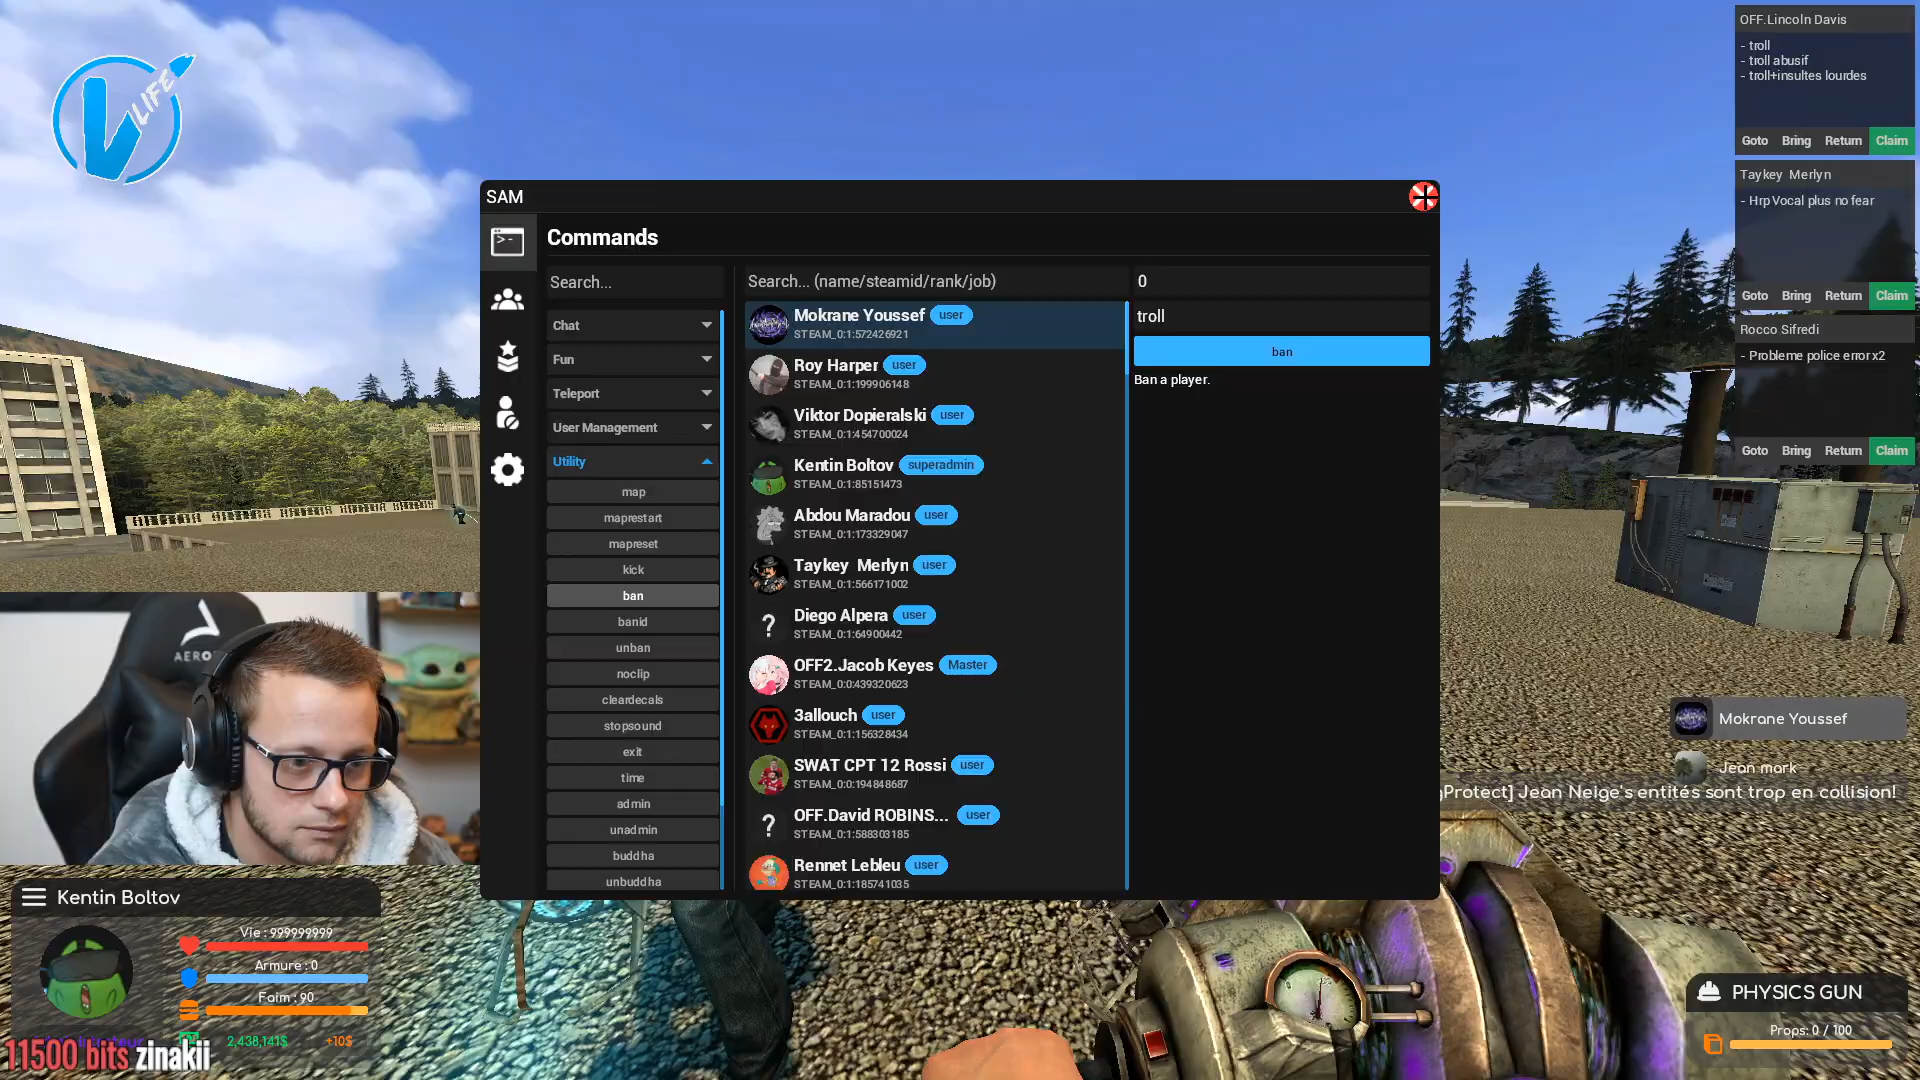 V LIFE
OFF.Lincoln Davis
- troll
- troll abusif
- troll+insultes lourdes
Goto Bring Return Claim
Taykey Merlyn
- Hrp Vocal plus no fear
Goto Bring Return Claim
Rocco Sifredi
- Probleme police error x2
Goto Bring Return Claim
SAM
Commands
Search...
Chat
Fun
Teleport
User Management
Utility
map
maprestart
mapreset
kick
ban
banid
unban
noclip
cleardecals
stopsound
exit
time
admin
unadmin
buddha
unbuddha
Search... (name/steamid/rank/job)
Mokrane Youssef user
STEAM_0:1:572426921
Roy Harper user
STEAM_0:1:199906148
Viktor Dopieralski user
STEAM_0:1:454700024
Kentin Boltov superadmin
STEAM_0:1:85151473
Abdou Maradou user
STEAM_0:1:173329047
Taykey Merlyn user
STEAM_0:1:566171002
? Diego Alpera user
STEAM_0:1:64900442
OFF2.Jacob Keyes Master
STEAM_0:0:439320623
3allouch user
STEAM_0:1:156328434
SWAT CPT 12 Rossi user
STEAM_0:0:194848687
? OFF.David ROBINS... user
STEAM_0:1:588303185
Rennet Lebleu user
STEAM_0:1:185741035
0
troll
ban
Ban a player.
Mokrane Youssef
Jean mark
Protect] Jean Neige's entités sont trop en collision!
Kentin Boltov
Vie : 999999999
Armure : 0
Faim : 90
2,438,141$ +10$
11500 bits zinakii
PHYSICS GUN
Props: 0 / 100